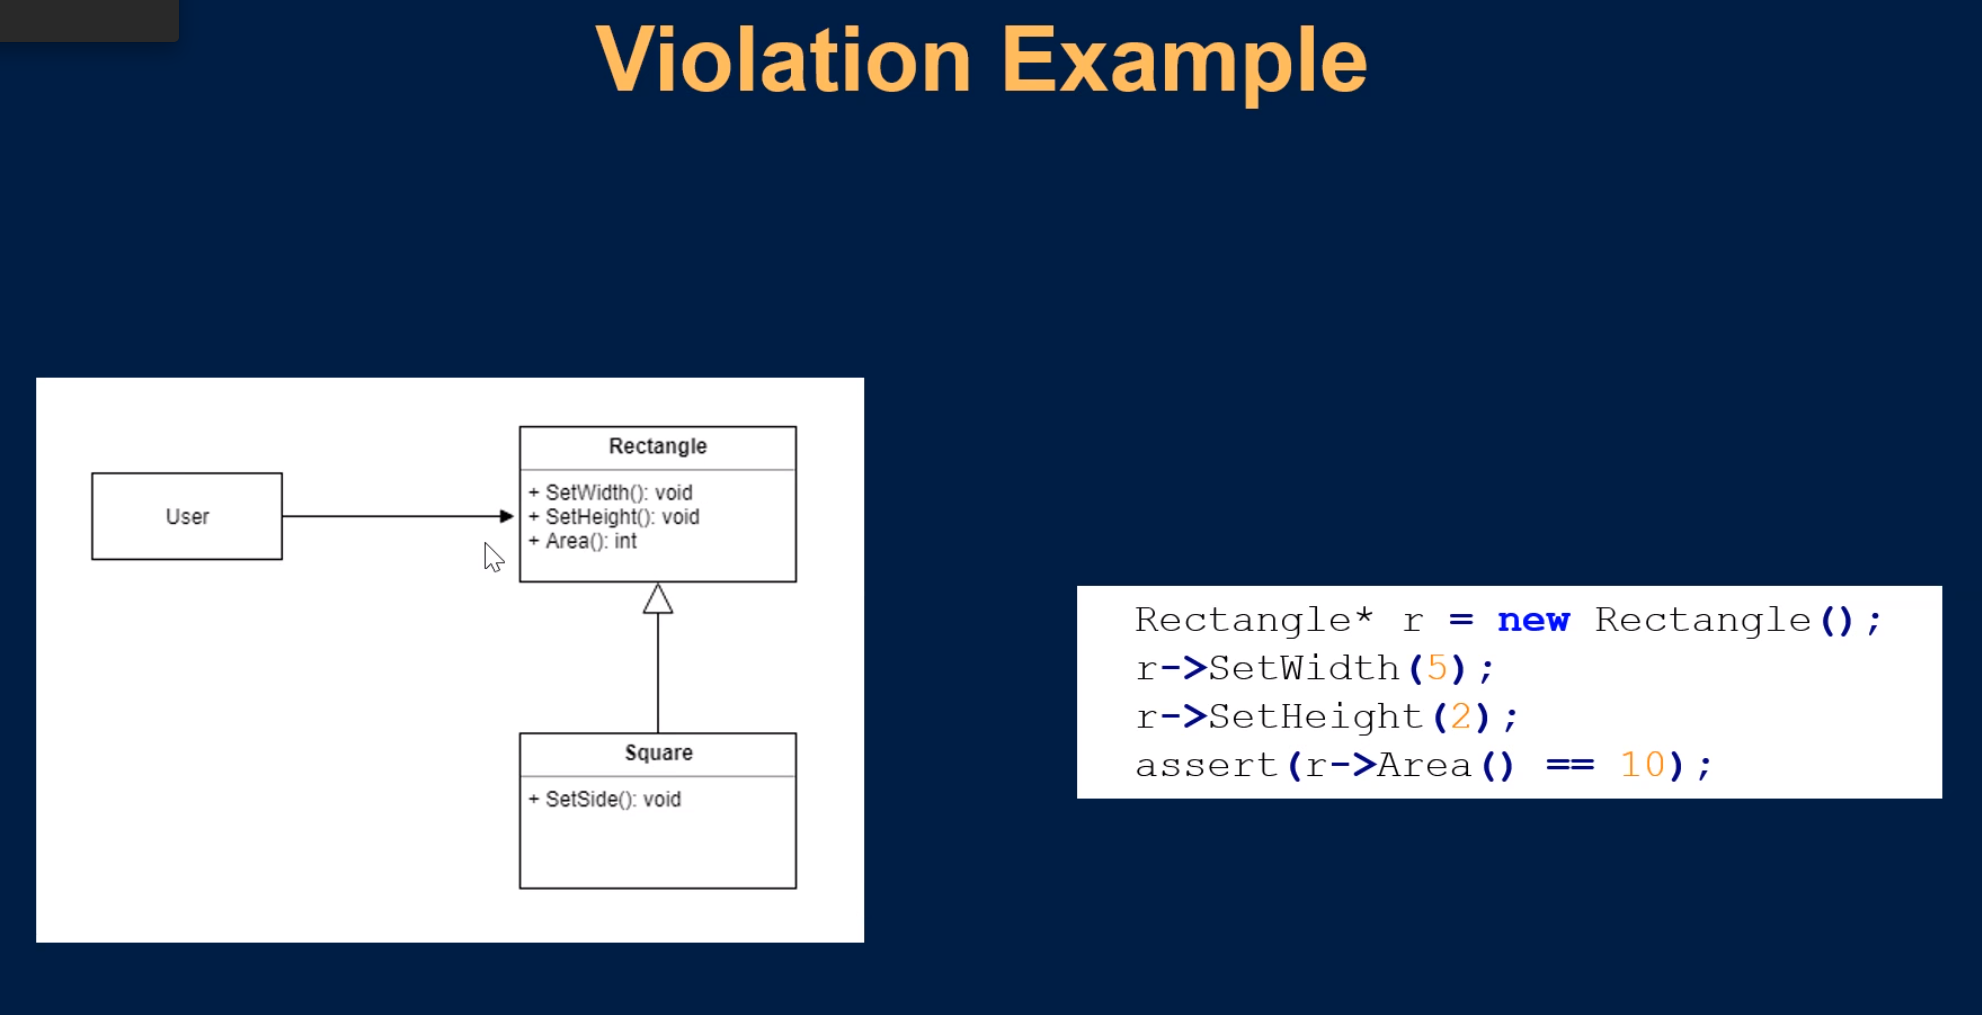 Violation Example
User
Rectangle
+ SetWidth(): void
+ SetHeight(): void
+ Area(): int
Square
+ SetSide(): void
Rectangle* r = new Rectangle();
r->SetWidth(5);
r->SetHeight(2);
assert(r->Area() == 10);